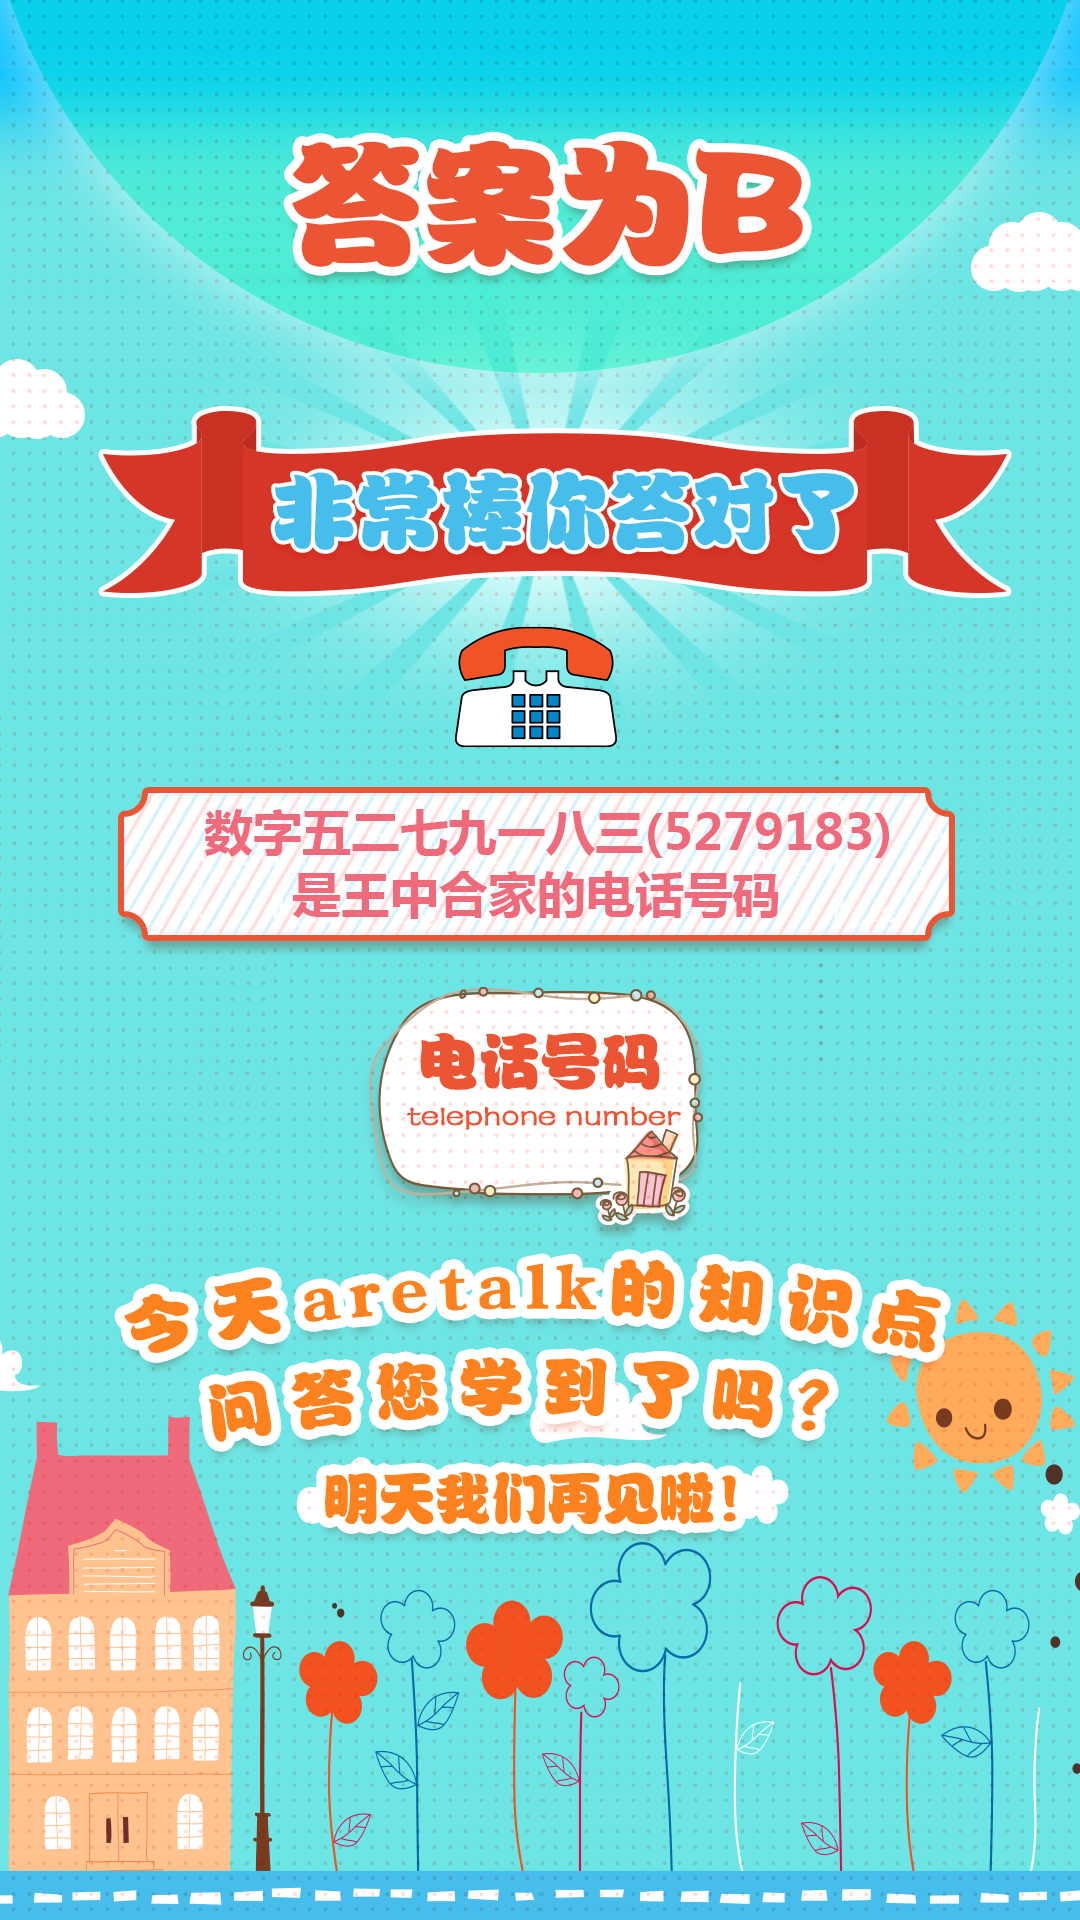 答案为B
非常棒你答对了
数字五二七九一八三(5279183)
是王中合家的电话号码
电话号码
telephone number
今天aretalk的知识点
问答您学到了吗？
明天我们再见啦！